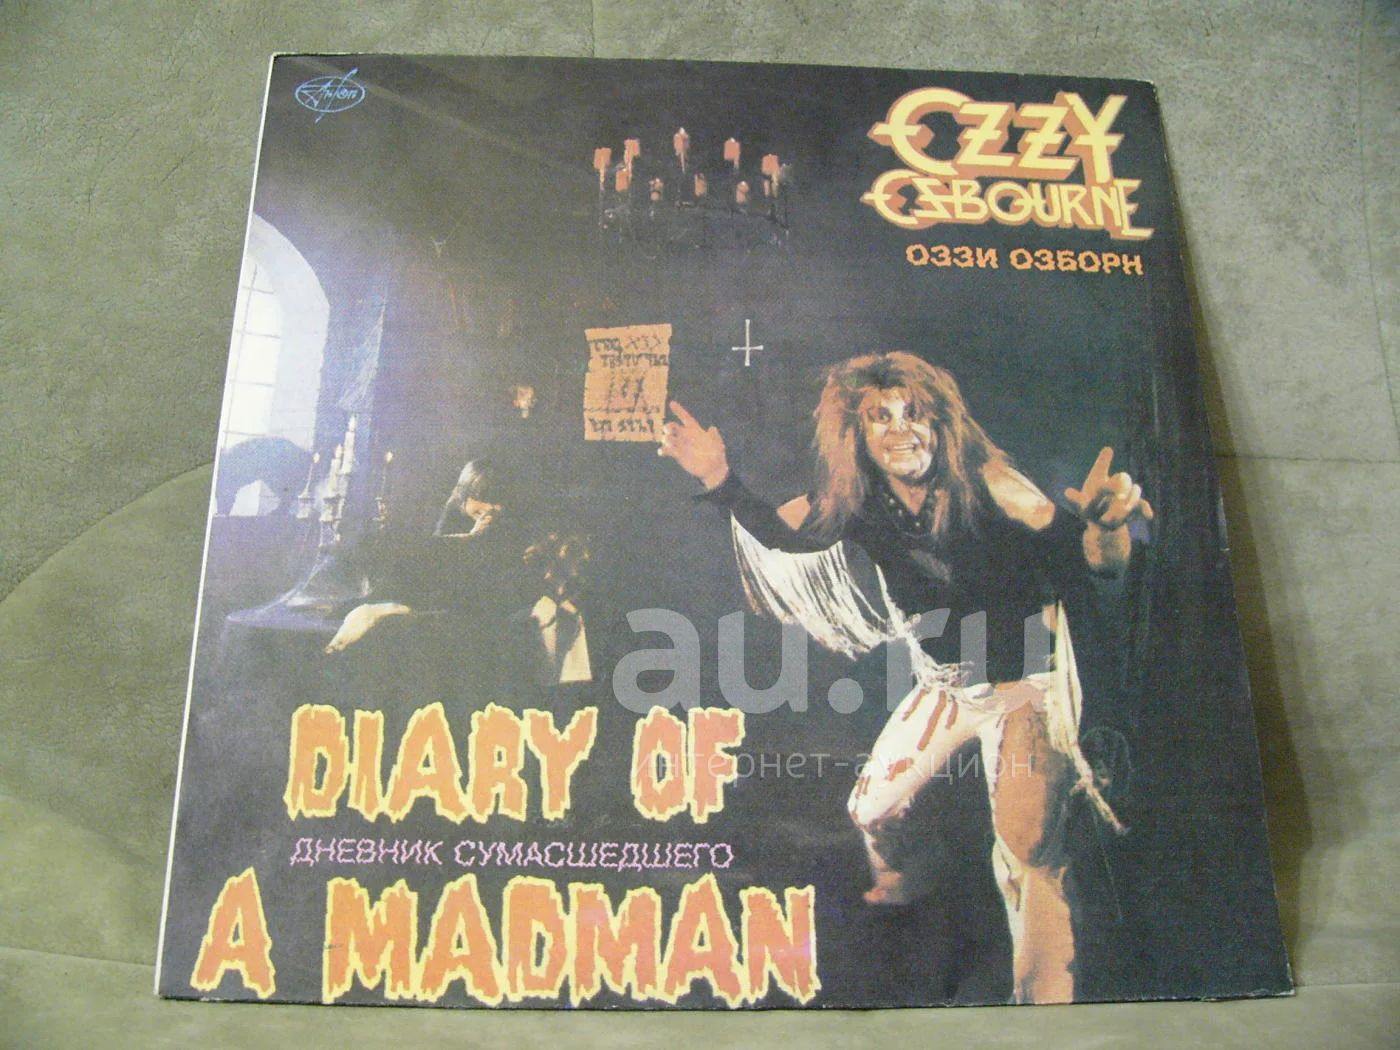 OZZY
OSBOURNE
ОЗЗИ ОЗБОРН
DIARY OF
ДНЕВНИК СУМАСШЕДШЕГО
A MADMAN
au.ru
интернет-аукцион